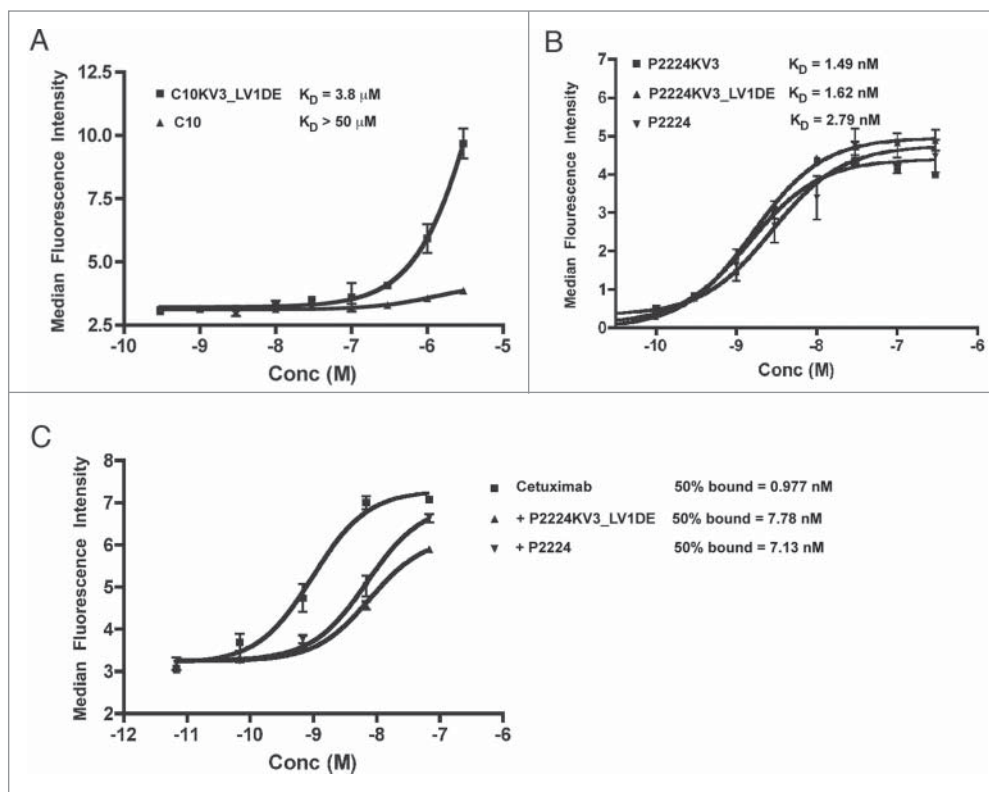 A
C10KV3_LV1DE K_D = 3.8 μM
C10 K_D > 50 μM
Median Fluorescence Intensity
12.5
10.0
7.5
5.0
2.5
-10 -9 -8 -7 -6 -5
Conc (M)
B
P2224KV3 K_D = 1.49 nM
P2224KV3_LV1DE K_D = 1.62 nM
P2224 K_D = 2.79 nM
Median Flourescence Intensity
7
6
5
4
3
2
1
0
-10 -9 -8 -7 -6
Conc (M)
C
Cetuximab 50% bound = 0.977 nM
+ P2224KV3_LV1DE 50% bound = 7.78 nM
+ P2224 50% bound = 7.13 nM
Median Fluorescence Intensity
8
7
6
5
4
3
2
-12 -11 -10 -9 -8 -7 -6
Conc (M)